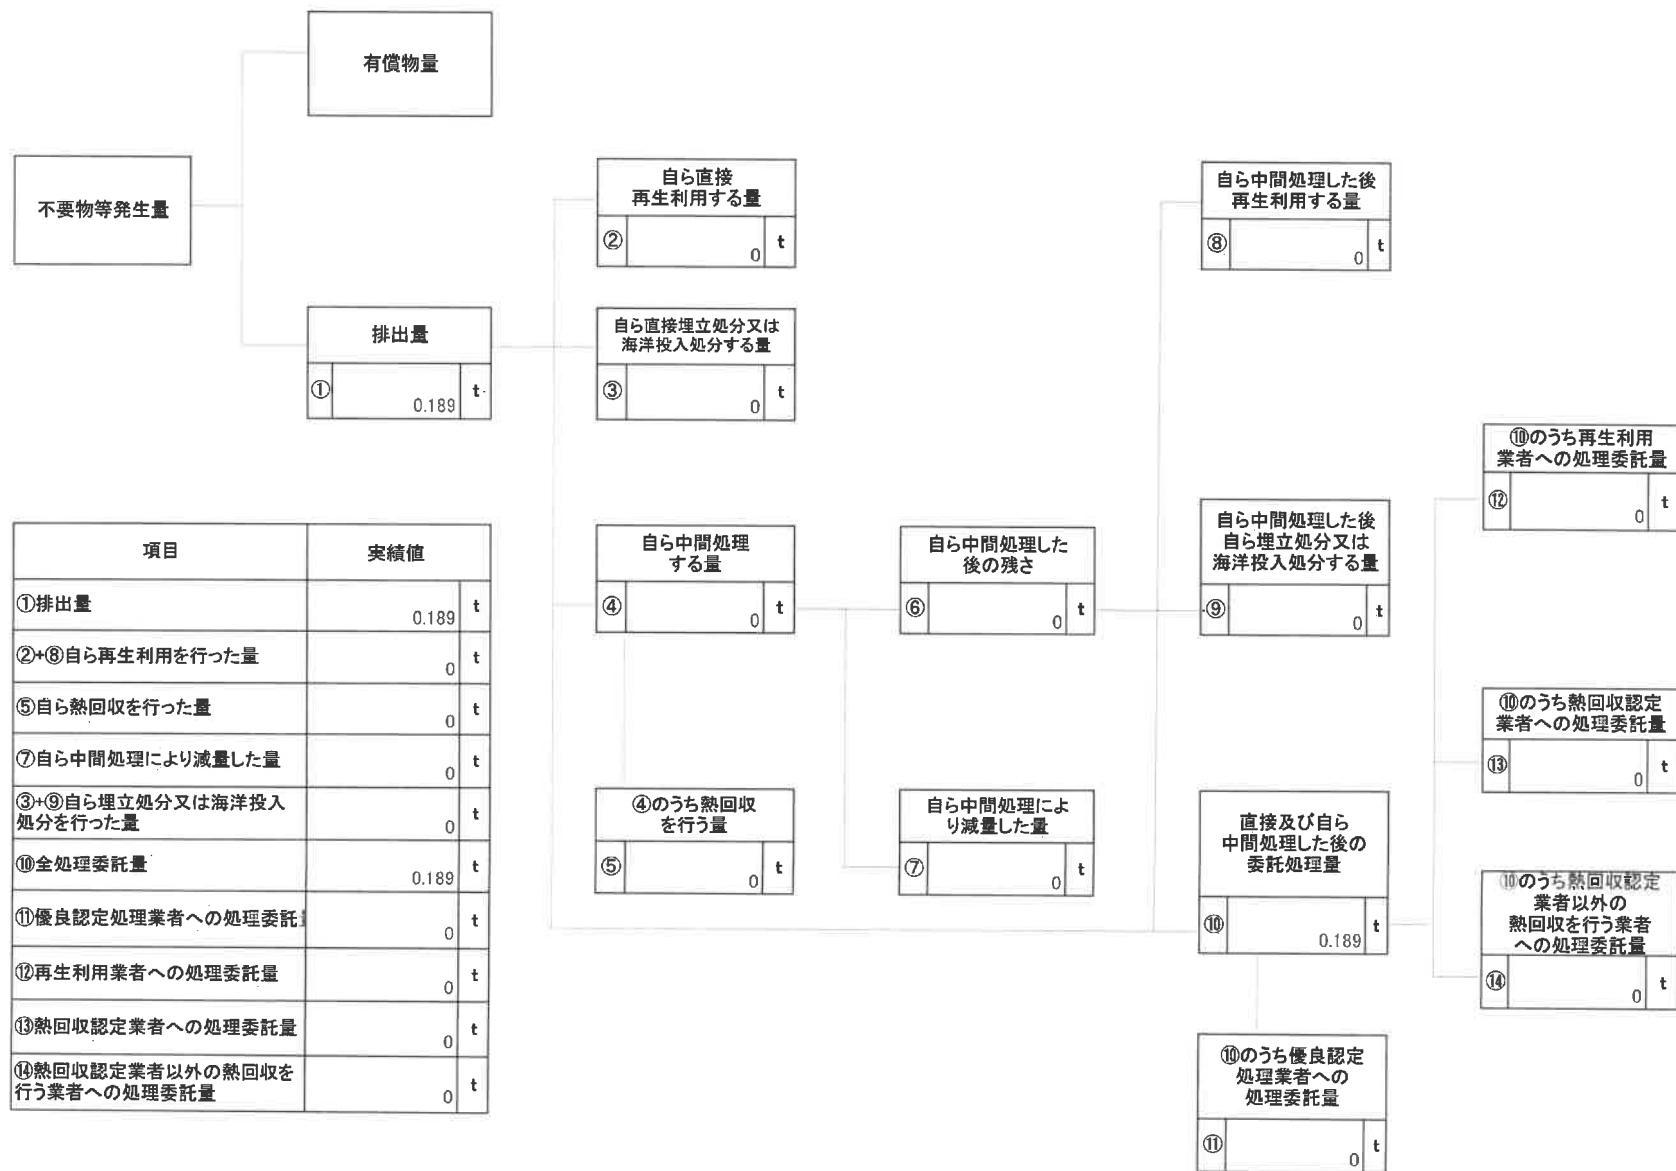 有償物量
不要物等発生量
排出量
①
0.189
t
自ら直接
再生利用する量
②
0
t
自ら直接埋立処分又は
海洋投入処分する量
③
0
t
自ら中間処理
する量
④
0
t
④のうち熱回収
を行う量
⑤
0
t
自ら中間処理した
後の残さ
⑥
0
t
自ら中間処理によ
り減量した量
⑦
0
t
自ら中間処理した後
再生利用する量
⑧
0
t
自ら中間処理した後
自ら埋立処分又は
海洋投入処分する量
⑨
0
t
直接及び自ら
中間処理した後の
委託処理量
⑩
0.189
t
⑩のうち優良認定
処理業者への
処理委託量
⑪
0
t
⑩のうち再生利用
業者への処理委託量
⑫
0
t
⑩のうち熱回収認定
業者への処理委託量
⑬
0
t
⑩のうち熱回収認定
業者以外の
熱回収を行う業者
への処理委託量
⑭
0
t
項目
実績値
①排出量
0.189
t
②+⑧自ら再生利用を行った量
0
t
⑤自ら熱回収を行った量
0
t
⑦自ら中間処理により減量した量
0
t
③+⑨自ら埋立処分又は海洋投入
処分を行った量
0
t
⑩全処理委託量
0.189
t
⑪優良認定処理業者への処理委託
0
t
⑫再生利用業者への処理委託量
0
t
⑬熱回収認定業者への処理委託量
0
t
⑭熱回収認定業者以外の熱回収を
行う業者への処理委託量
0
t